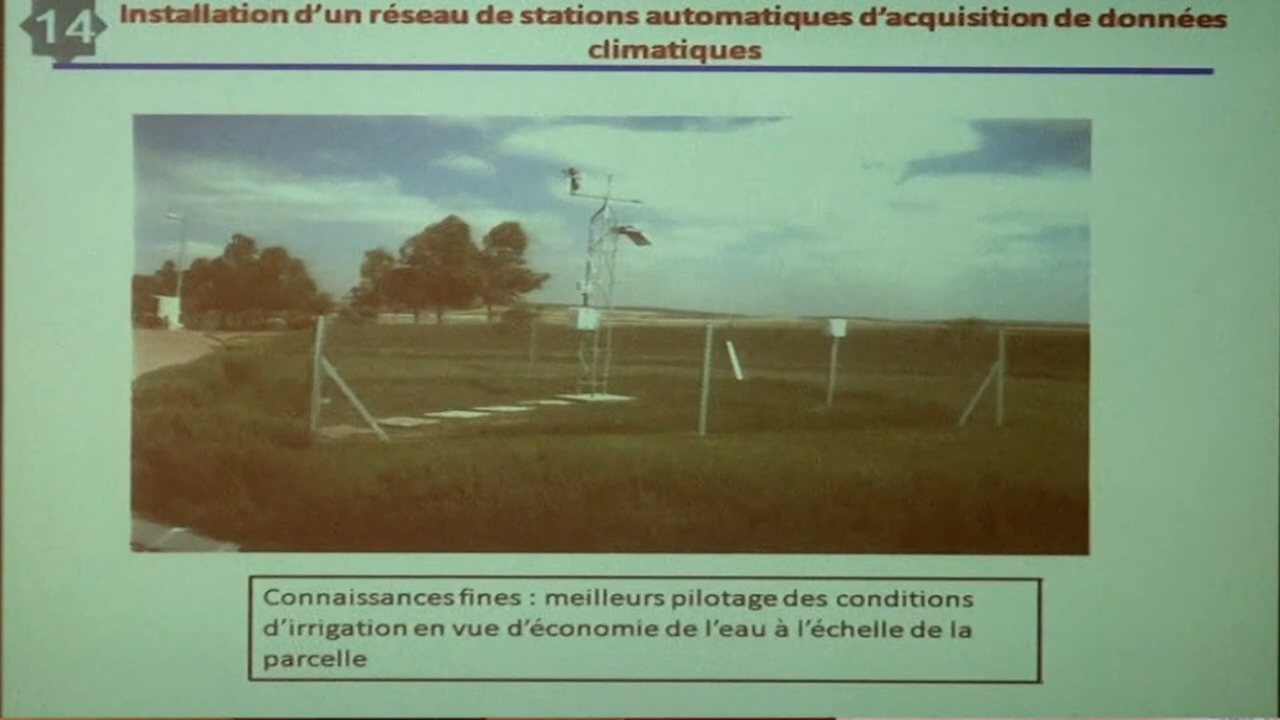 14
Installation d'un réseau de stations automatiques d'acquisition de données
climatiques
Connaissances fines : meilleurs pilotage des conditions
d'irrigation en vue d'économie de l'eau à l'échelle de la
parcelle